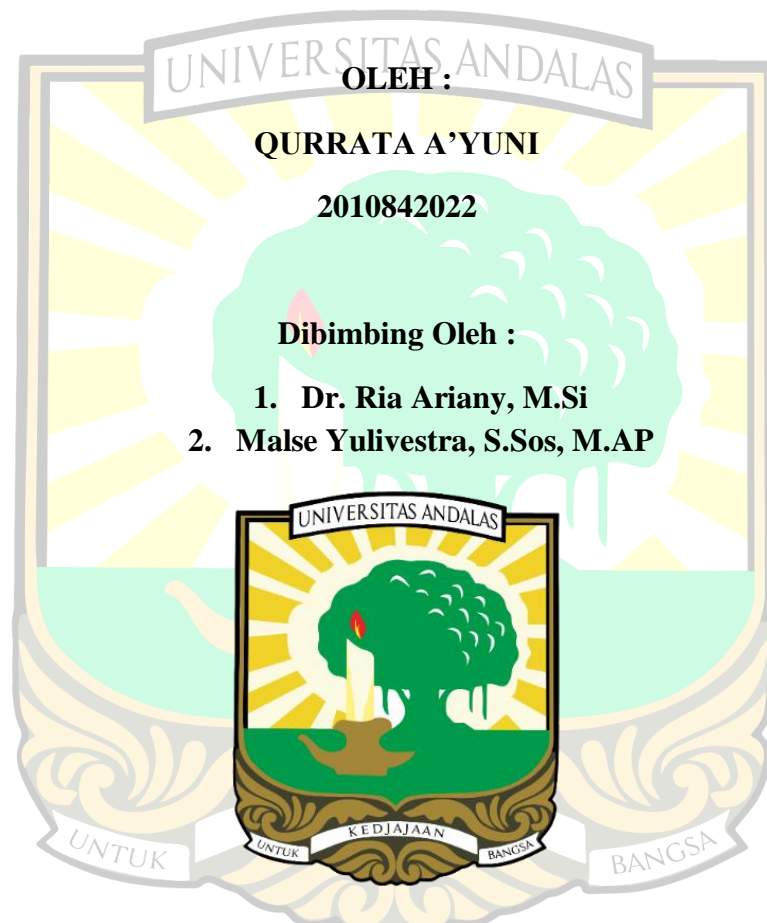 UNIVERSITAS ANDALAS
OLEH :
QURRATA A’YUNI
2010842022
Dibimbing Oleh :
1. Dr. Ria Ariany, M.Si
2. Malse Yulivestra, S.Sos, M.AP
UNIVERSITAS ANDALAS
UNTUK KEDJAJAAN BANGSA
UNTUK BANGSA